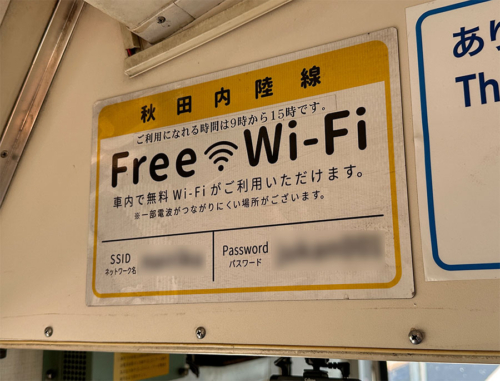 秋田内陸線
ご利用になれる時間は9時から15時です。
Free Wi-Fi
車内で無料Wi-Fiがご利用いただけます。
※一部電波がつながりにくい場所がございます。
SSID
ネットワーク名
Password
パスワード
あり
Th